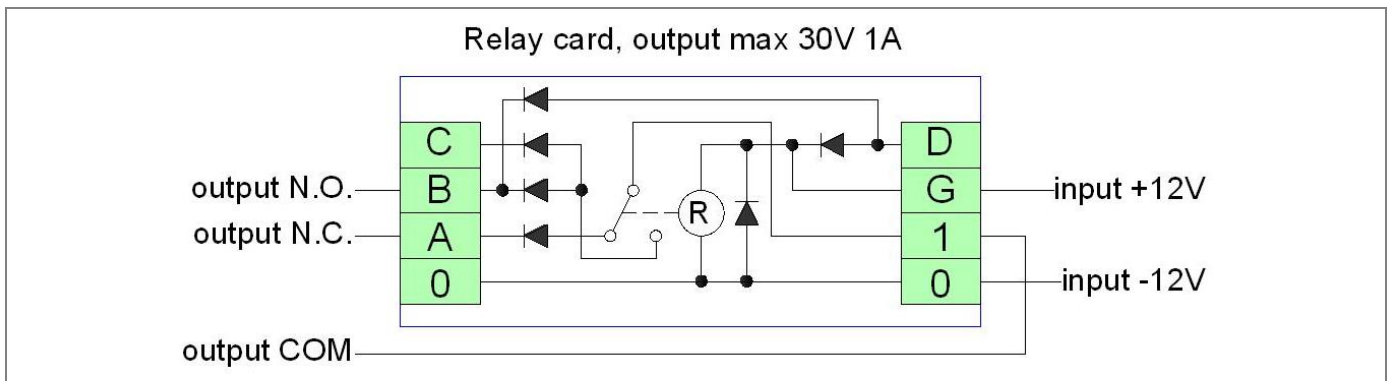 Relay card, output max 30V 1A
C D
output N.O. B G input +12V
output N.C. A R 1
0 0 input -12V
output COM